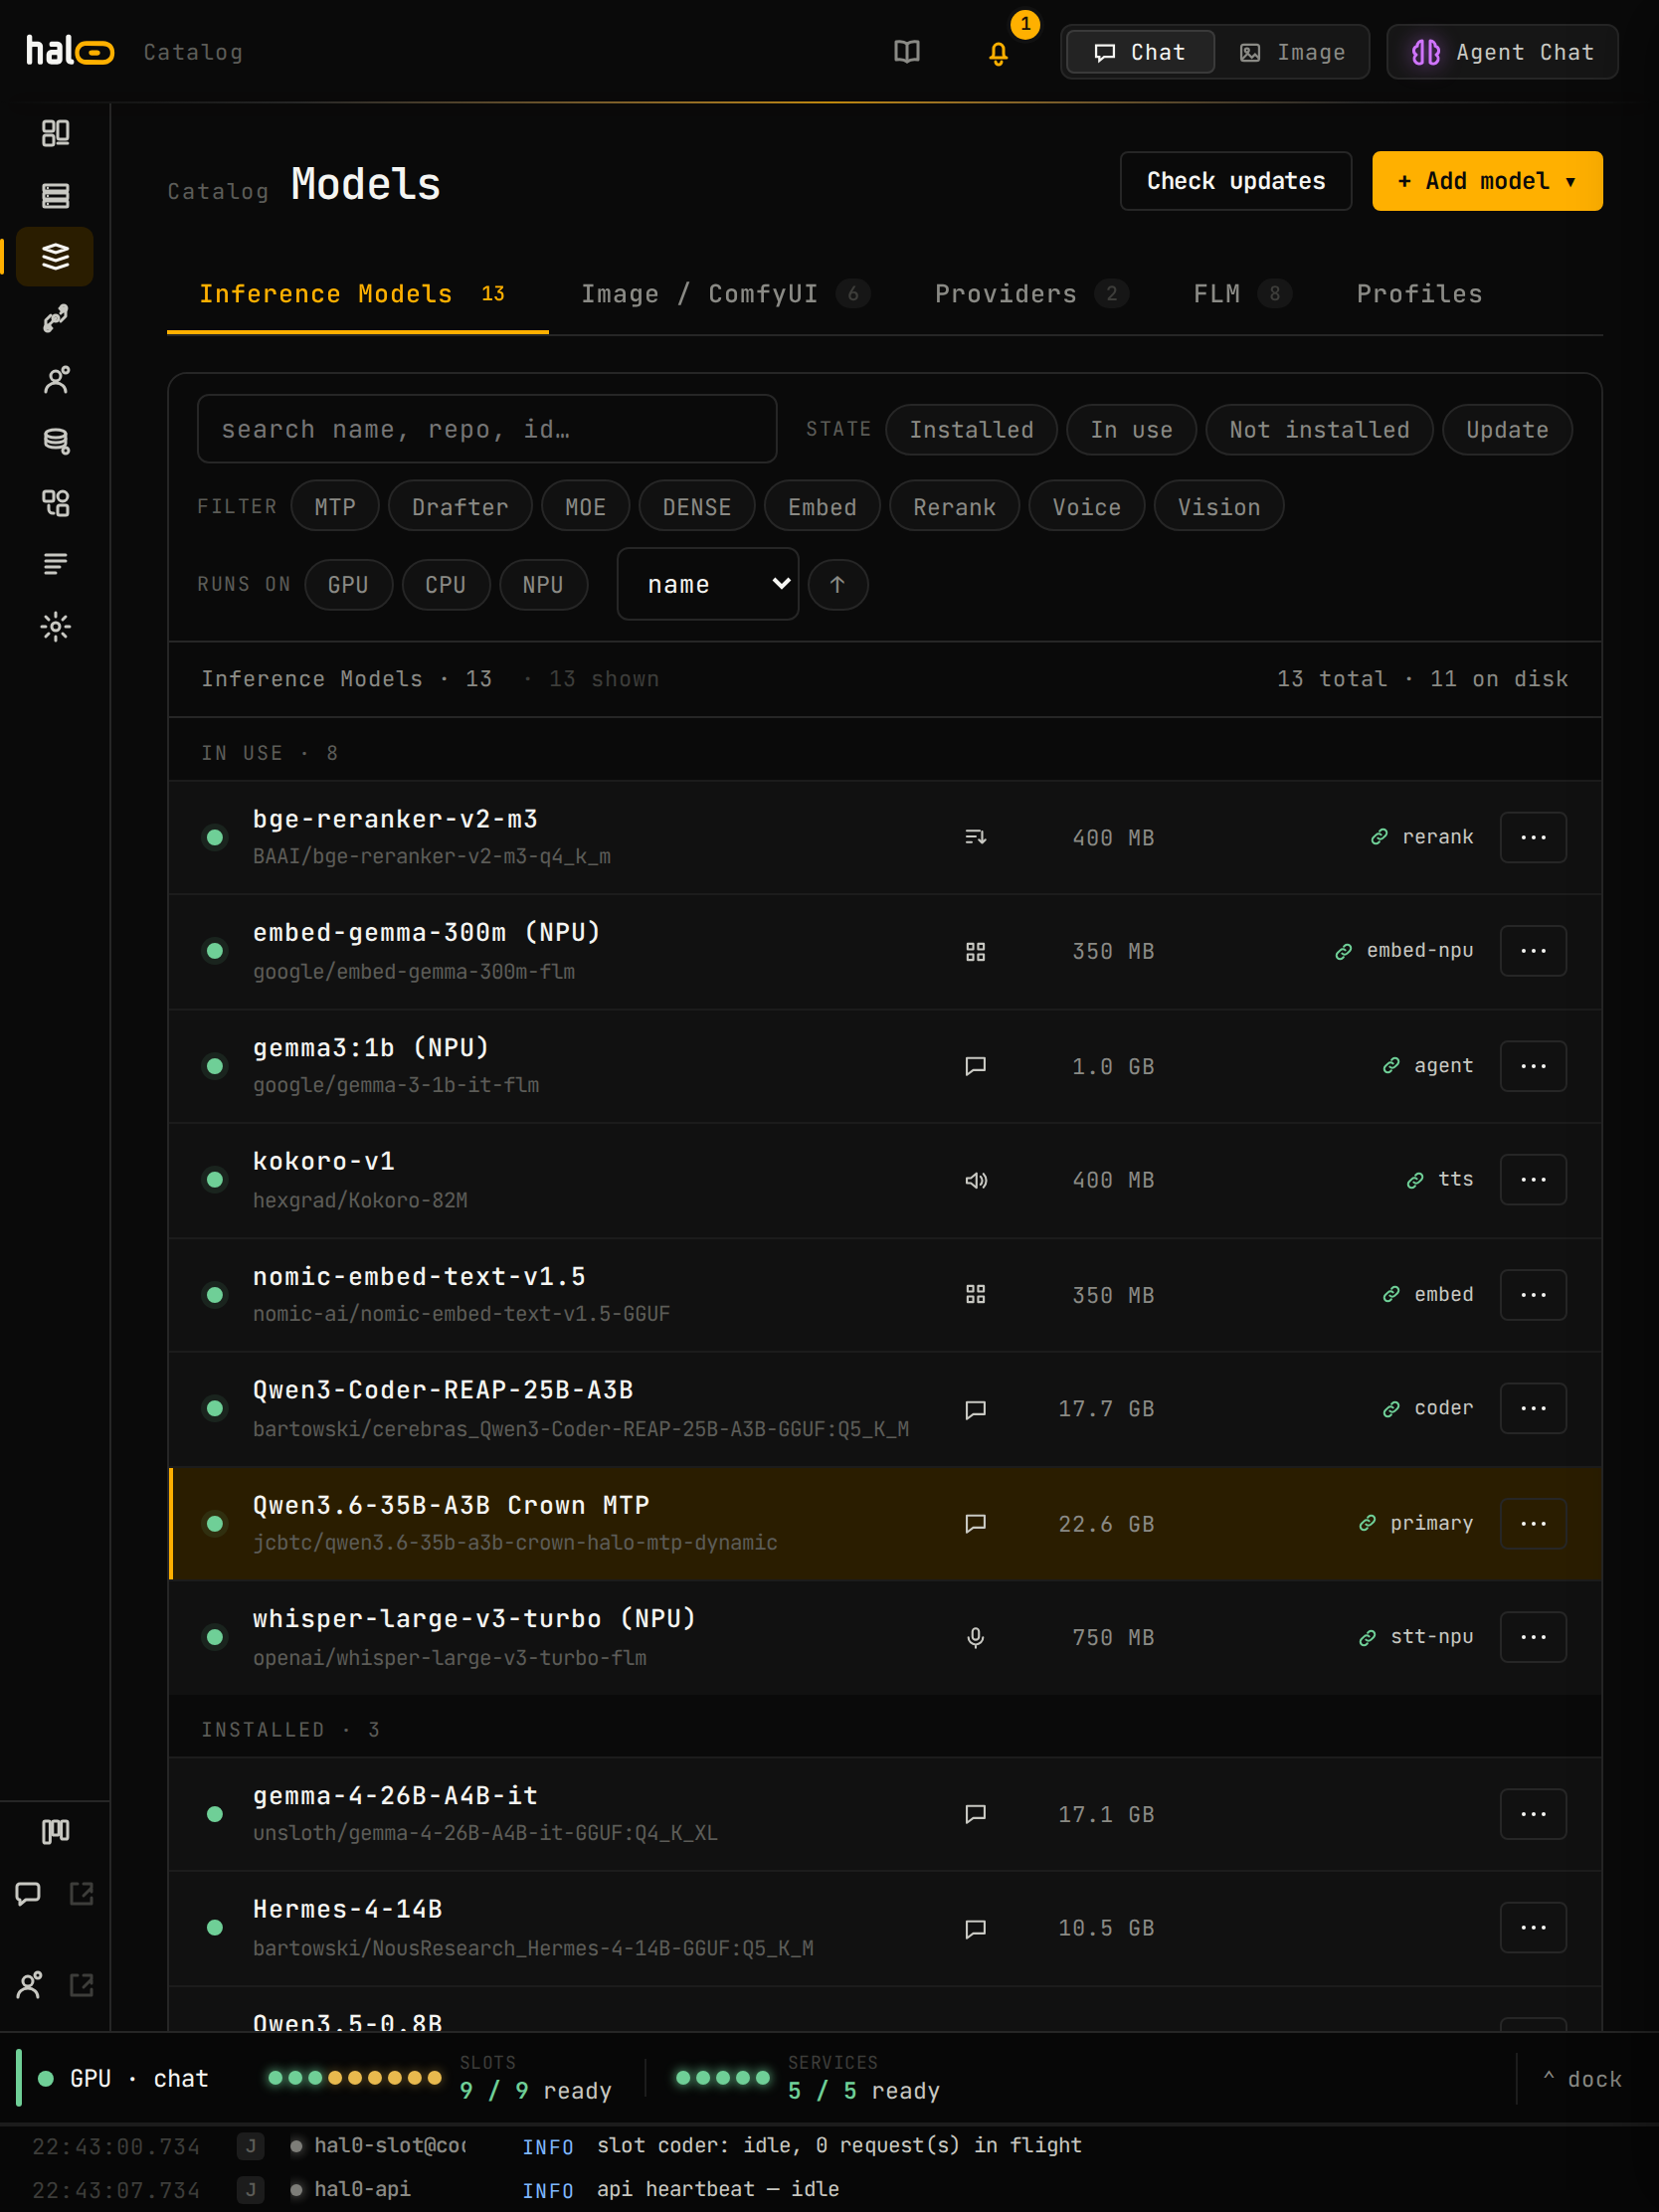 halo Catalog 1 Chat Image Agent Chat
Catalog Models Check updates + Add model ▾
Inference Models 13 Image / ComfyUI 6 Providers 2 FLM 8 Profiles
search name, repo, id… STATE Installed In use Not installed Update
FILTER MTP Drafter MOE DENSE Embed Rerank Voice Vision
RUNS ON GPU CPU NPU name ↑
Inference Models · 13 · 13 shown 13 total · 11 on disk
IN USE · 8
bge-reranker-v2-m3
BAAI/bge-reranker-v2-m3-q4_k_m
400 MB rerank ···
embed-gemma-300m (NPU)
google/embed-gemma-300m-flm
350 MB embed-npu ···
gemma3:1b (NPU)
google/gemma-3-1b-it-flm
1.0 GB agent ···
kokoro-v1
hexgrad/Kokoro-82M
400 MB tts ···
nomic-embed-text-v1.5
nomic-ai/nomic-embed-text-v1.5-GGUF
350 MB embed ···
Qwen3-Coder-REAP-25B-A3B
bartowski/cerebras_Qwen3-Coder-REAP-25B-A3B-GGUF:Q5_K_M
17.7 GB coder ···
Qwen3.6-35B-A3B Crown MTP
jcbtc/qwen3.6-35b-a3b-crown-halo-mtp-dynamic
22.6 GB primary ···
whisper-large-v3-turbo (NPU)
openai/whisper-large-v3-turbo-flm
750 MB stt-npu ···
INSTALLED · 3
gemma-4-26B-A4B-it
unsloth/gemma-4-26B-A4B-it-GGUF:Q4_K_XL
17.1 GB ···
Hermes-4-14B
bartowski/NousResearch_Hermes-4-14B-GGUF:Q5_K_M
10.5 GB ···
Qwen3.5-0.8B
GPU · chat SLOTS 9 / 9 ready SERVICES 5 / 5 ready ^ dock
22:43:00.734 J hal0-slot@co INFO slot coder: idle, 0 request(s) in flight
22:43:07.734 J hal0-api INFO api heartbeat — idle